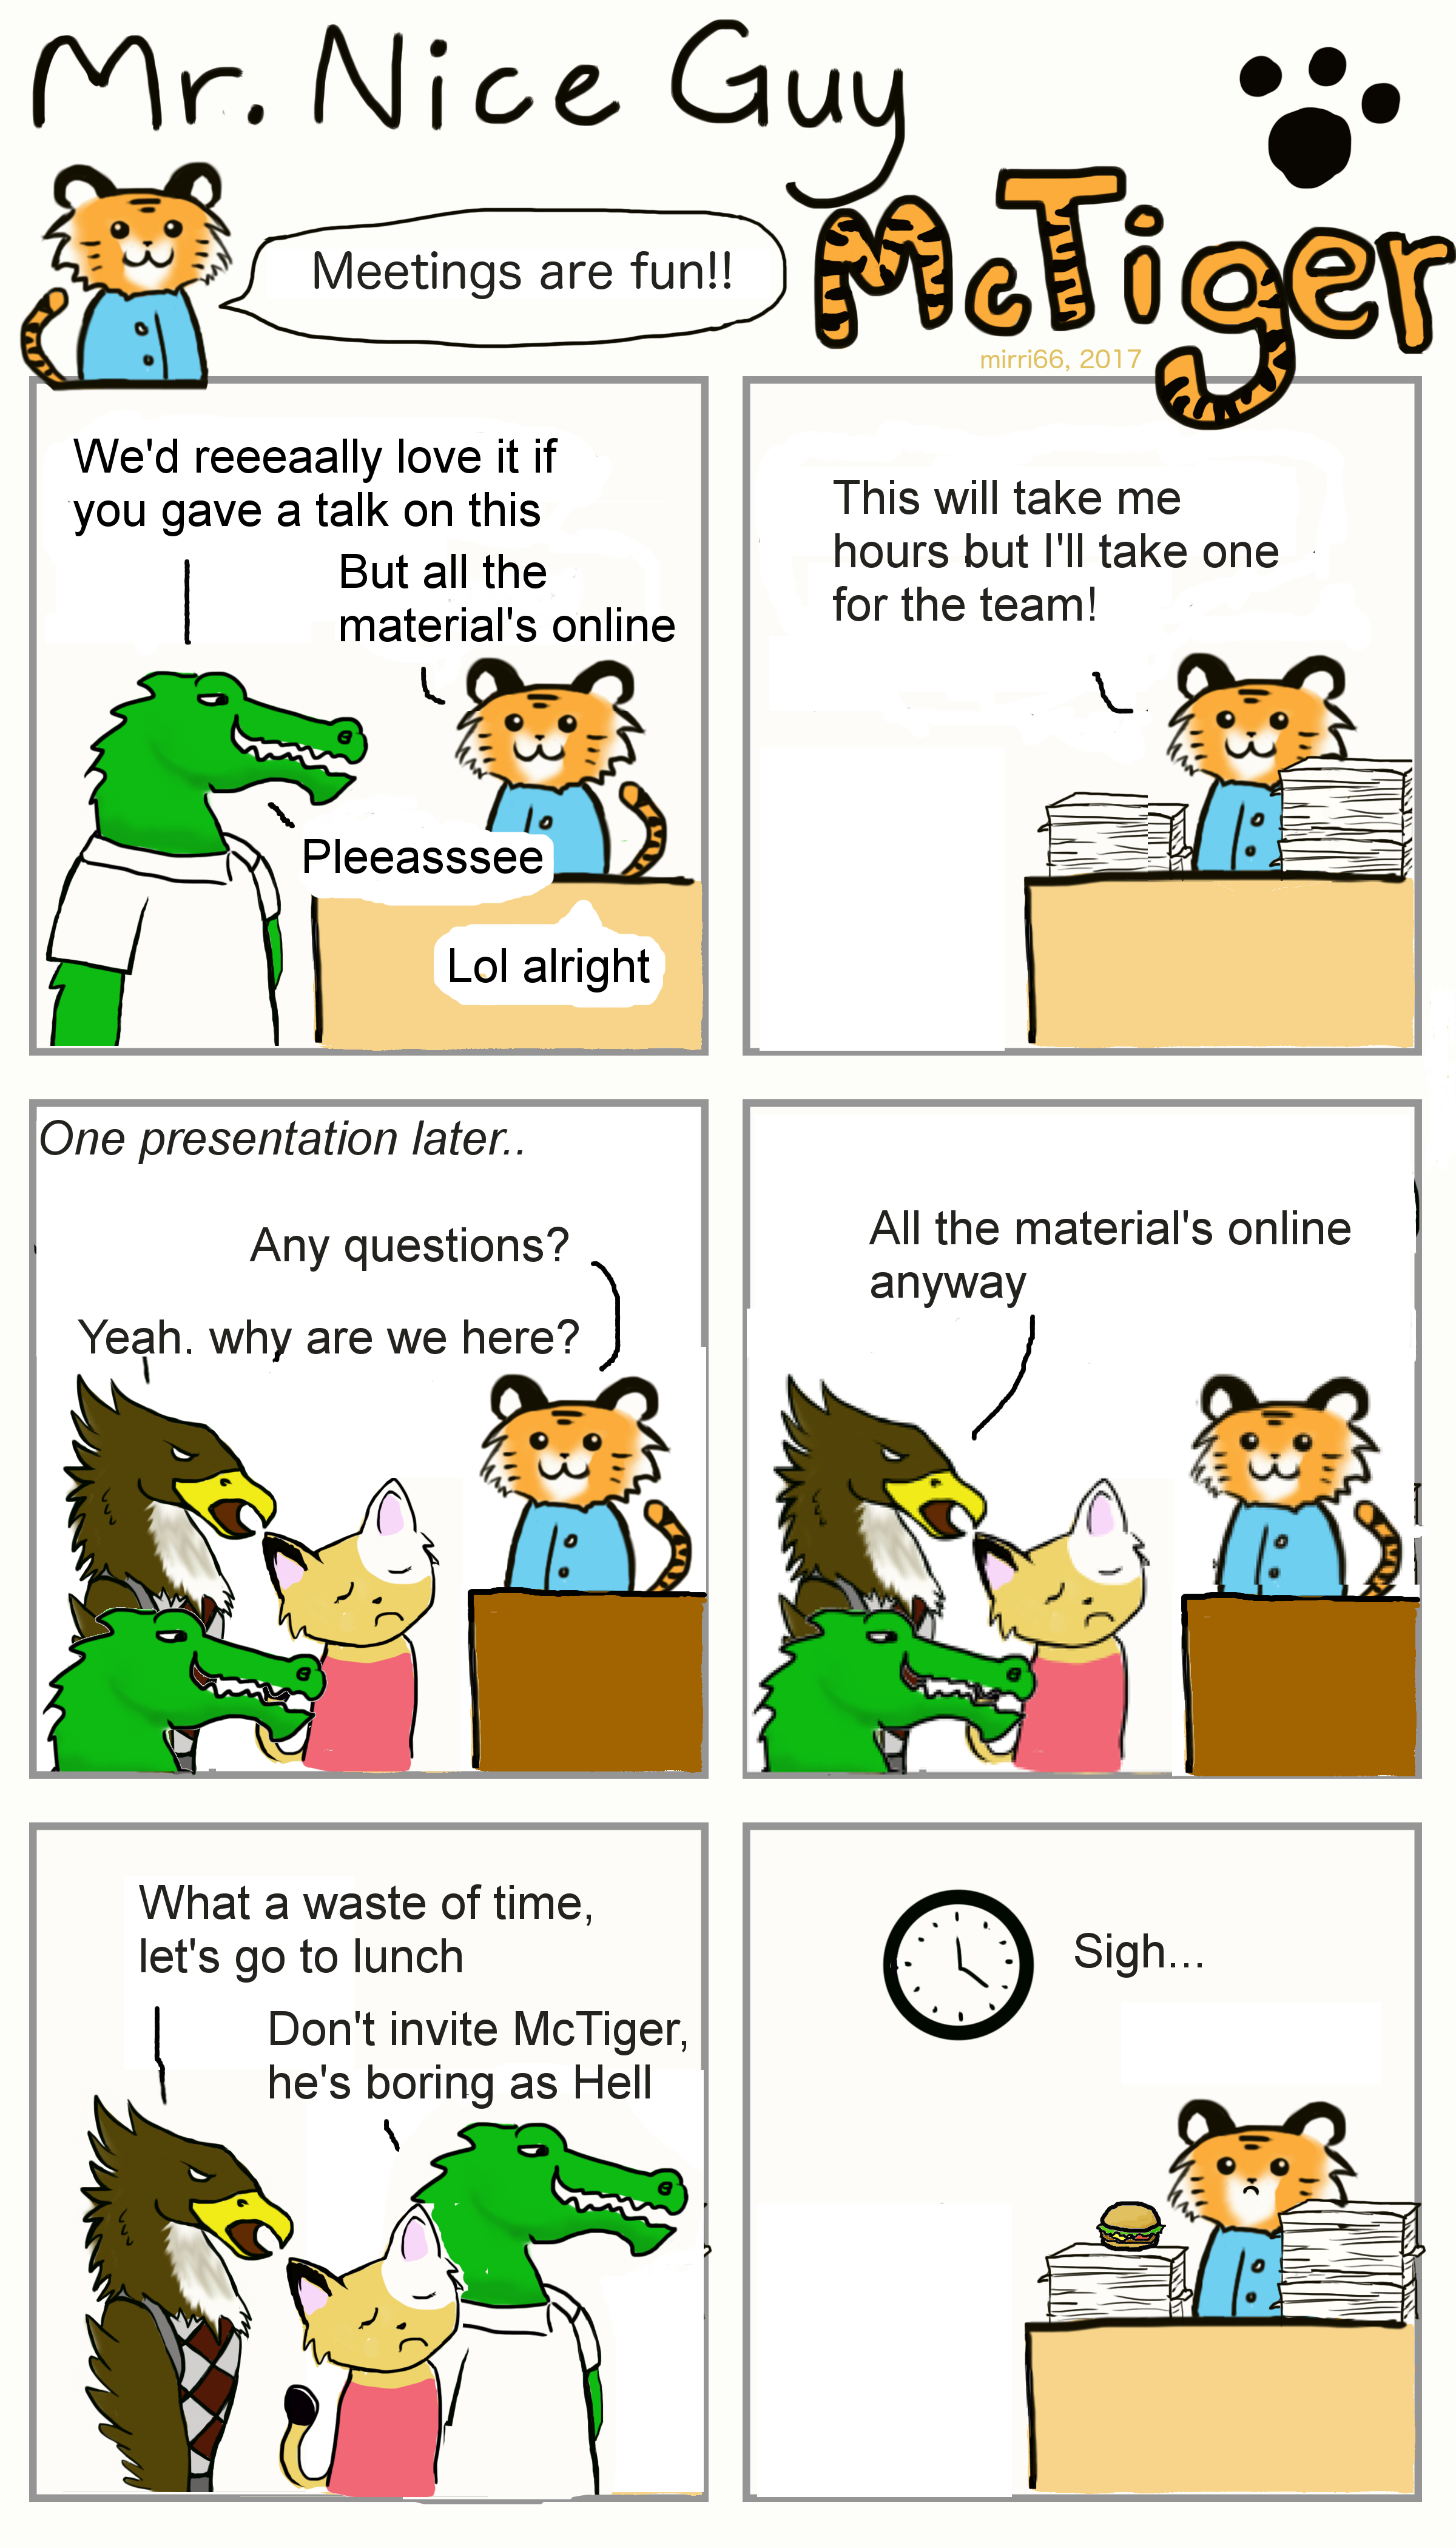 Mr. Nice Guy
McTiger
Meetings are fun!!
mirri66, 2017
We'd reeeaally love it if
you gave a talk on this
But all the
material's online
Pleeasssee
Lol alright
This will take me
hours but I'll take one
for the team!
One presentation later..
Any questions?
Yeah. why are we here?
All the material's online
anyway
What a waste of time,
let's go to lunch
Don't invite McTiger,
he's boring as Hell
Sigh...